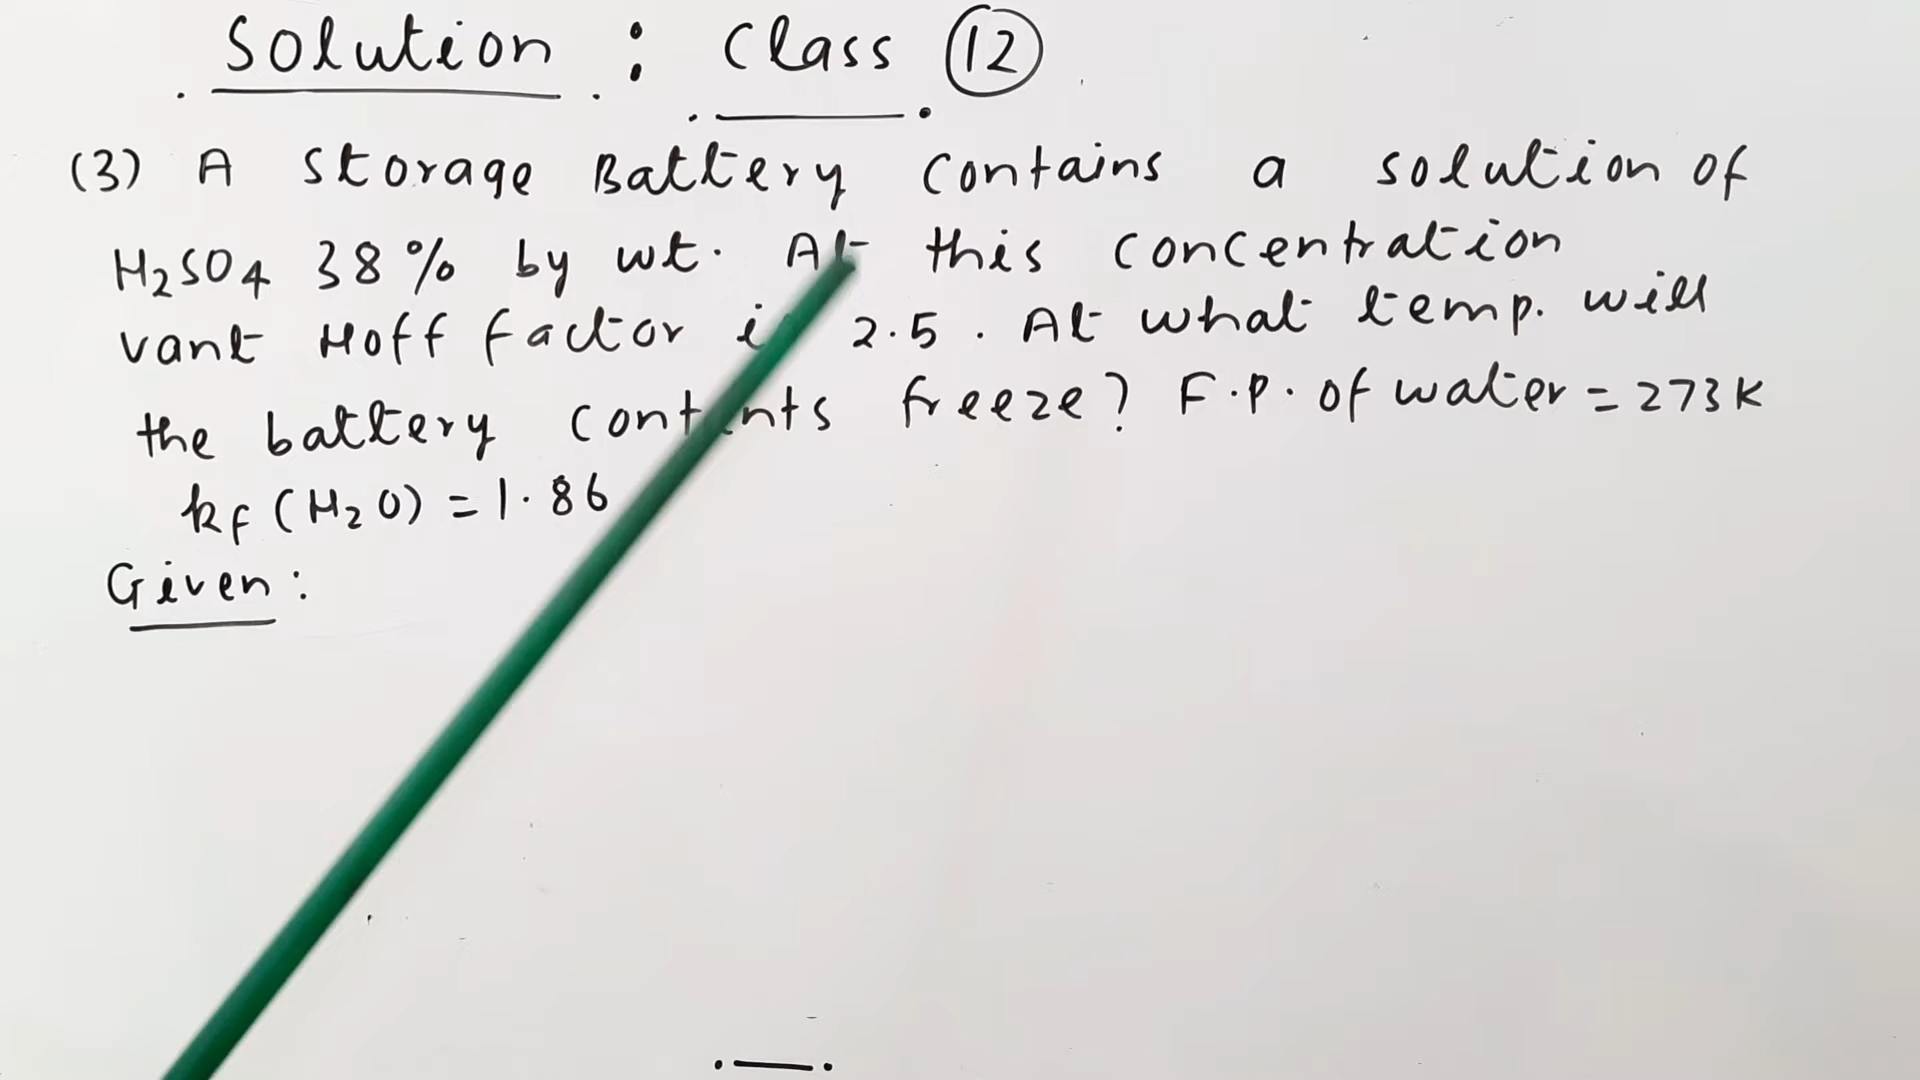 Solution : Class 12
(3) A Storage Battery contains a solution of
H₂SO₄ 38% by wt. At this concentration
vant Hoff factor i 2.5. At what temp. will
the battery freeze? F.P. of water = 273 K
kf (H₂O) = 1.86
Given: